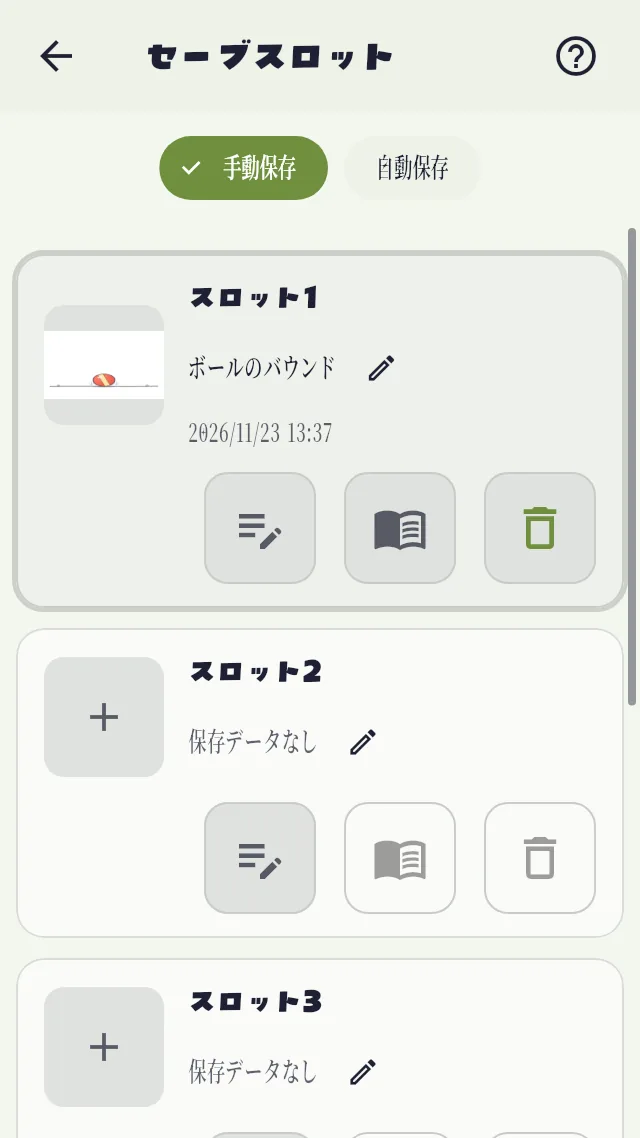 セーブスロット
手動保存
自動保存
スロット1
ボールのバウンド
2026/11/23 13:37
スロット2
保存データなし
スロット3
保存データなし